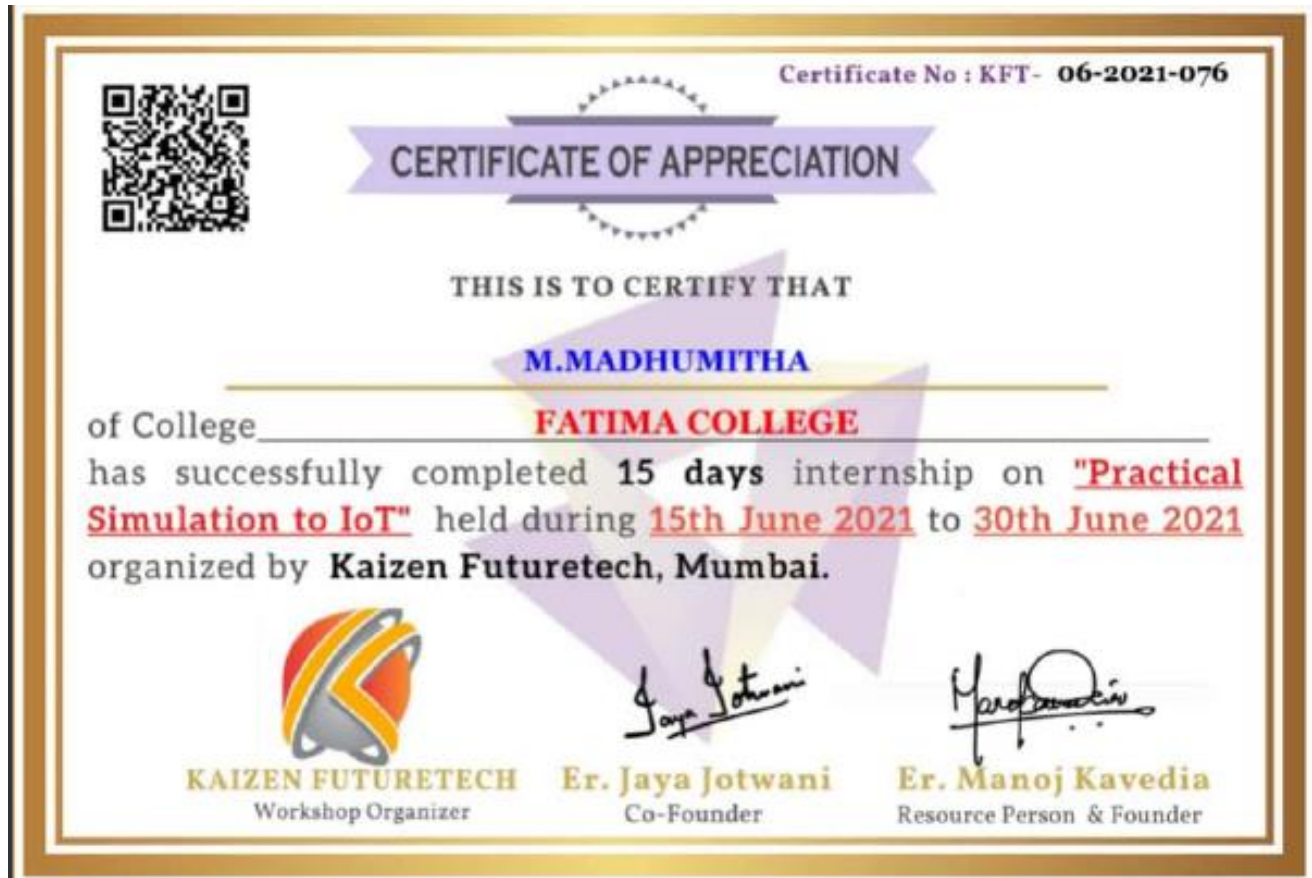 Certificate No : KFT- 06-2021-076
CERTIFICATE OF APPRECIATION
THIS IS TO CERTIFY THAT
M.MADHUMITHA
of College FATIMA COLLEGE
has successfully completed 15 days internship on "Practical
Simulation to IoT" held during 15th June 2021 to 30th June 2021
organized by Kaizen Futuretech, Mumbai.
Jaya Jotwani
KAIZEN FUTURETECH Er. Jaya Jotwani Er. Manoj Kavedia
Workshop Organizer Co-Founder Resource Person & Founder